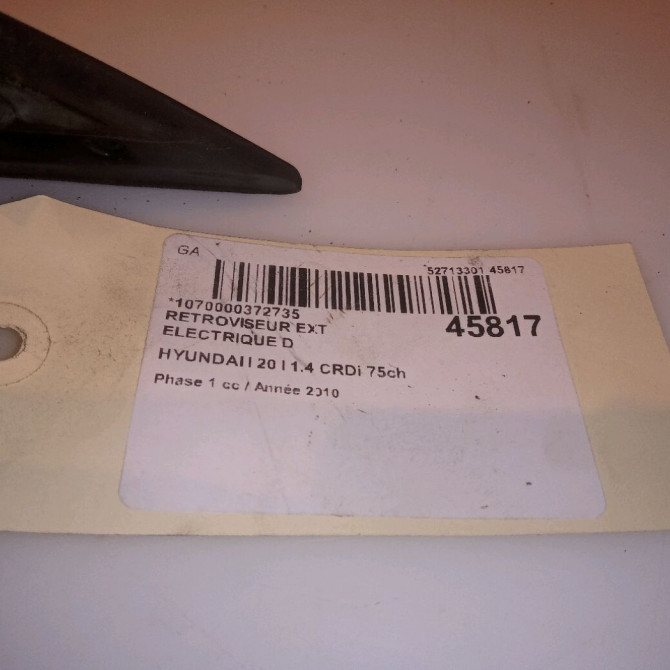 GA
52713301 45817
*1070000372735
45817
RETROVISEUR EXT
ELECTRIQUE D
HYUNDAI I 20 I 1.4 CRDi 75ch
Phase 1 cc / Année 2010